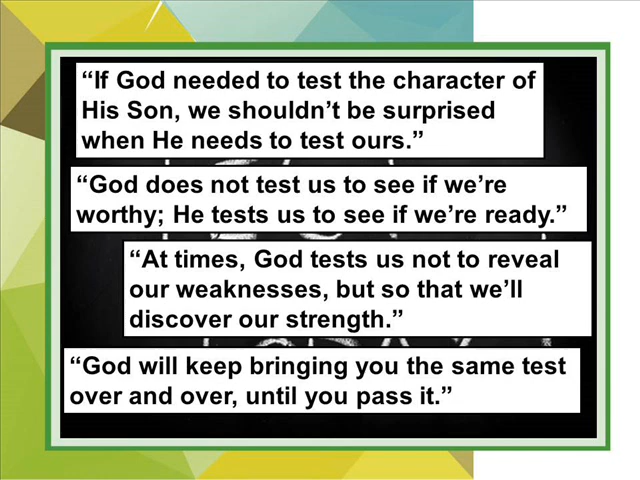 “If God needed to test the character of
His Son, we shouldn’t be surprised
when He needs to test ours.”
“God does not test us to see if we’re
worthy; He tests us to see if we’re ready.”
“At times, God tests us not to reveal
our weaknesses, but so that we’ll
discover our strength.”
“God will keep bringing you the same test
over and over, until you pass it.”